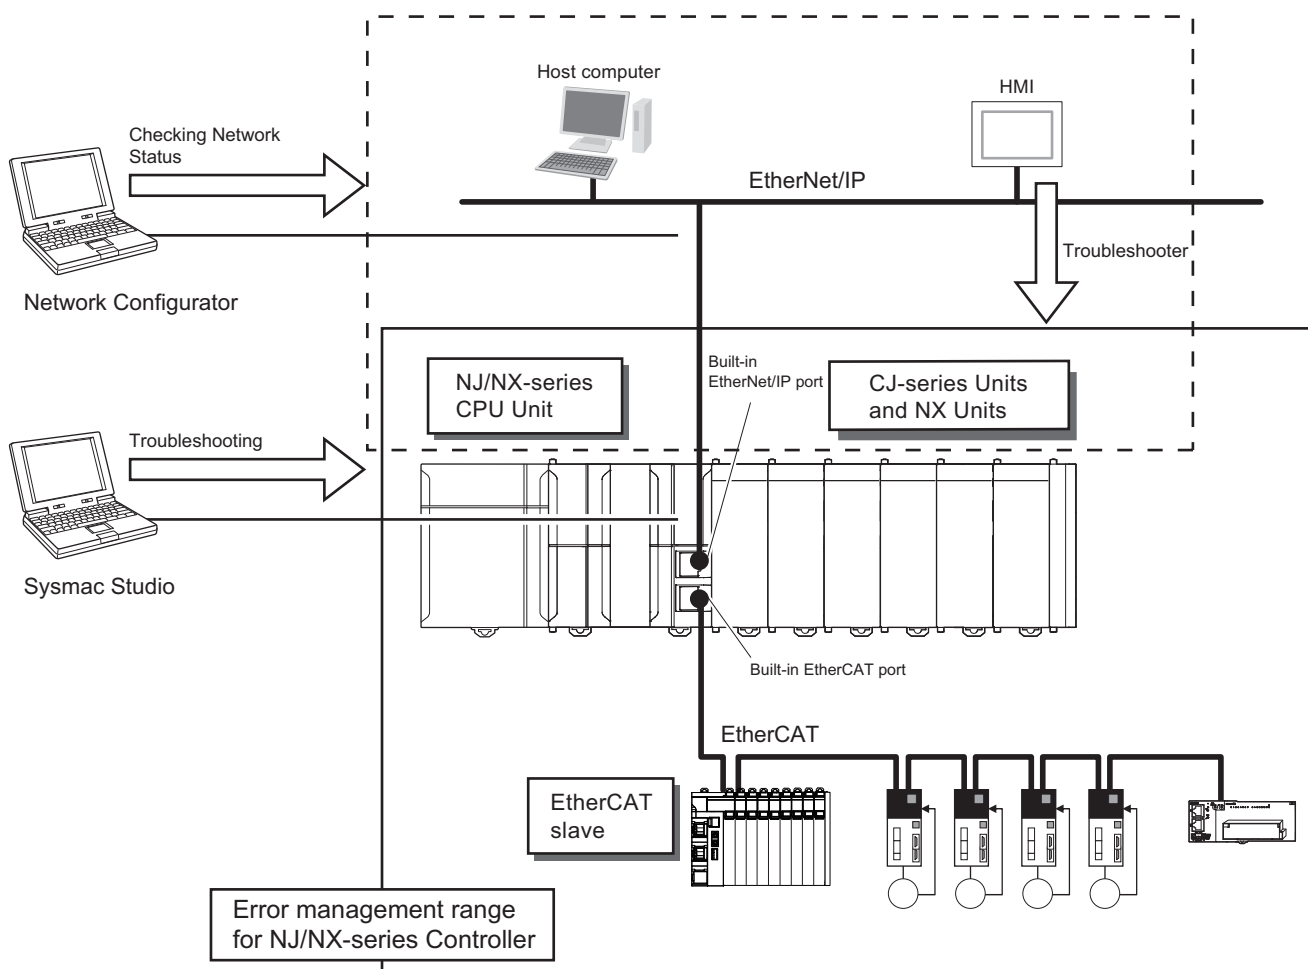 Host computer
HMI
Checking Network
Status
EtherNet/IP
Troubleshooter
Network Configurator
Built-in
EtherNet/IP port
NJ/NX-series
CPU Unit
CJ-series Units
and NX Units
Troubleshooting
Sysmac Studio
Built-in EtherCAT port
EtherCAT
EtherCAT
slave
Error management range
for NJ/NX-series Controller